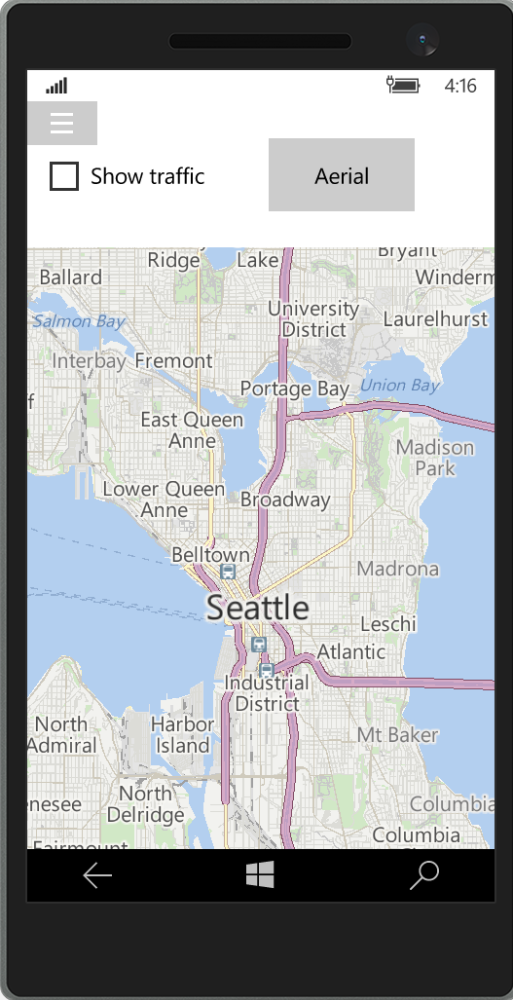 4:16
Show traffic
Aerial
Ridge
Lake
Bryant
Ballard
Winderm
University
District
Laurelhurst
Salmon Bay
Interbay
Fremont
Portage Bay
Union Bay
f
East Queen
Anne
Madison
Park
Lower Queen
Anne
Broadway
Belltown
Madrona
Seattle
Leschi
Atlantic
Industrial
District
North
Admiral
Harbor
Island
Mt Baker
North
Delridge
enesee
Columbia
Columbia
Fairmount